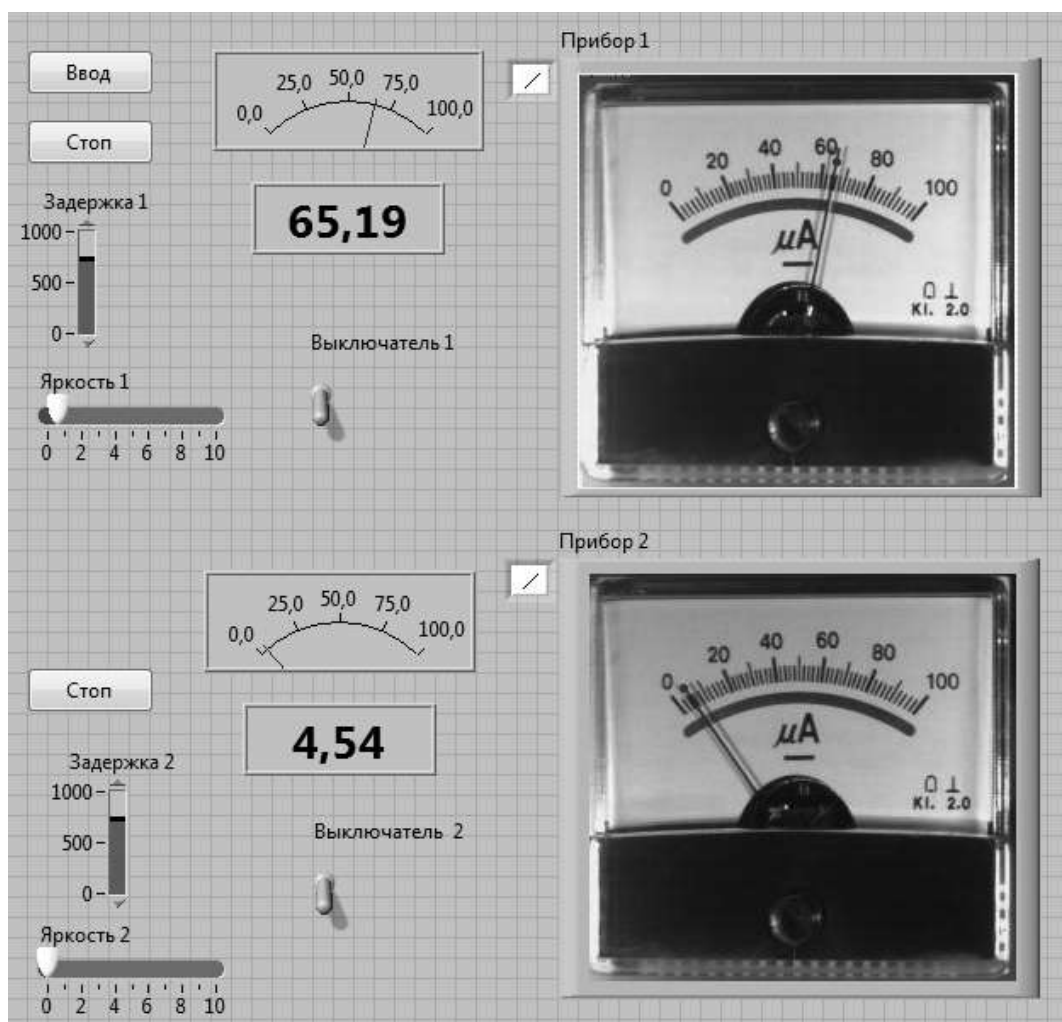 Прибор 1
Ввод
Стоп
0,0 25,0 50,0 75,0 100,0
65,19
Задержка 1
1000
500
0
Выключатель 1
Яркость 1
0 2 4 6 8 10
0 20 40 60 80 100
µA
Kl. 2.0
Прибор 2
0,0 25,0 50,0 75,0 100,0
Стоп
4,54
Задержка 2
1000
500
0
Выключатель 2
Яркость 2
0 2 4 6 8 10
0 20 40 60 80 100
µA
Kl. 2.0